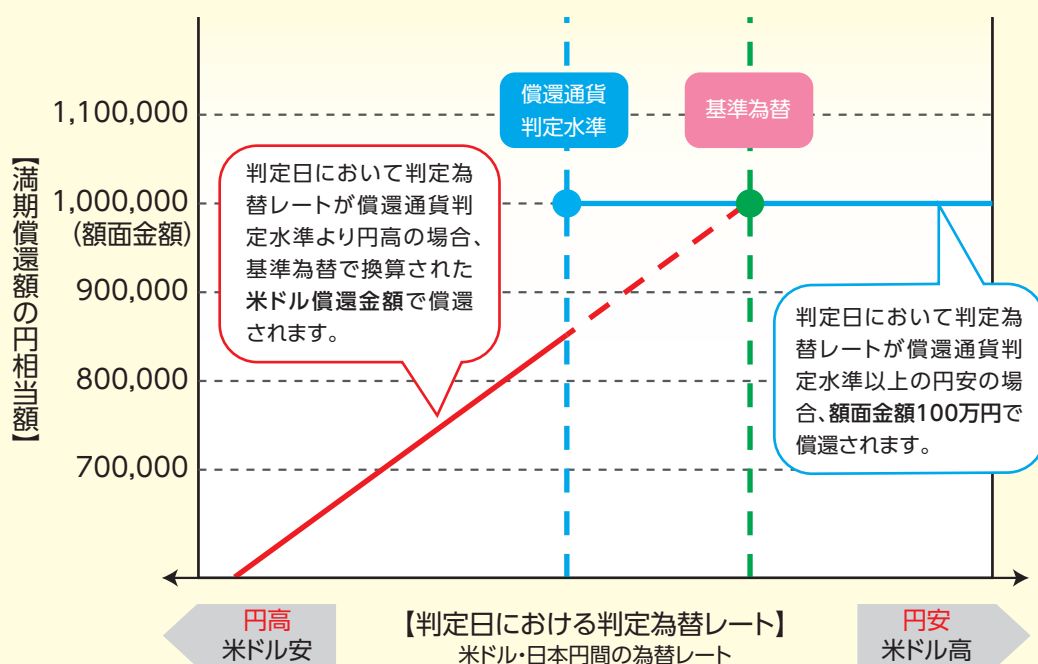 【満期償還額の円相当額】
1,100,000
1,000,000
(額面金額)
900,000
800,000
700,000
償還通貨
判定水準
基準為替
判定日において判定為
替レートが償還通貨判
定水準より円高の場合、
基準為替で換算された
米ドル償還金額で償還
されます。
判定日において判定為
替レートが償還通貨判
定水準以上の円安の場
合、額面金額100万円で
償還されます。
円高
米ドル安
【判定日における判定為替レート】
米ドル・日本円間の為替レート
円安
米ドル高